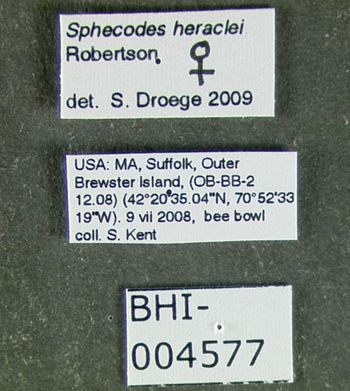 Sphecodes heraclei
Robertson. ♀
det. S. Droege 2009
USA: MA, Suffolk, Outer
Brewster Island, (OB-BB-2
12.08) (42°20'35.04"N, 70°52'33
19"W). 9 vii 2008, bee bowl
coll. S. Kent
BHI-
004577